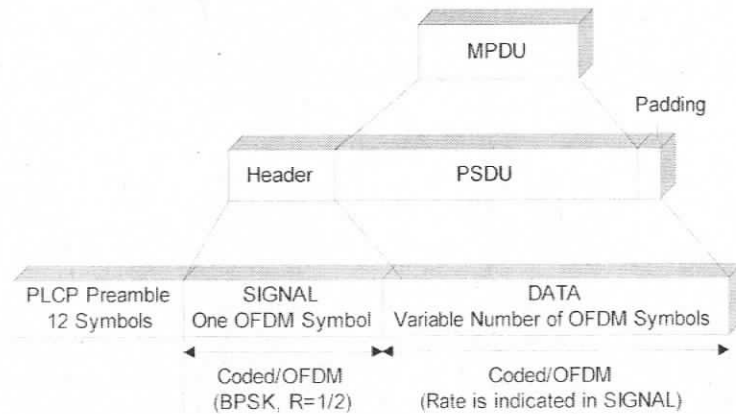 MPDU
Padding
Header
PSDU
PLCP Preamble
12 Symbols
SIGNAL
One OFDM Symbol
DATA
Variable Number of OFDM Symbols
Coded/OFDM
(BPSK, R=1/2)
Coded/OFDM
(Rate is indicated in SIGNAL)